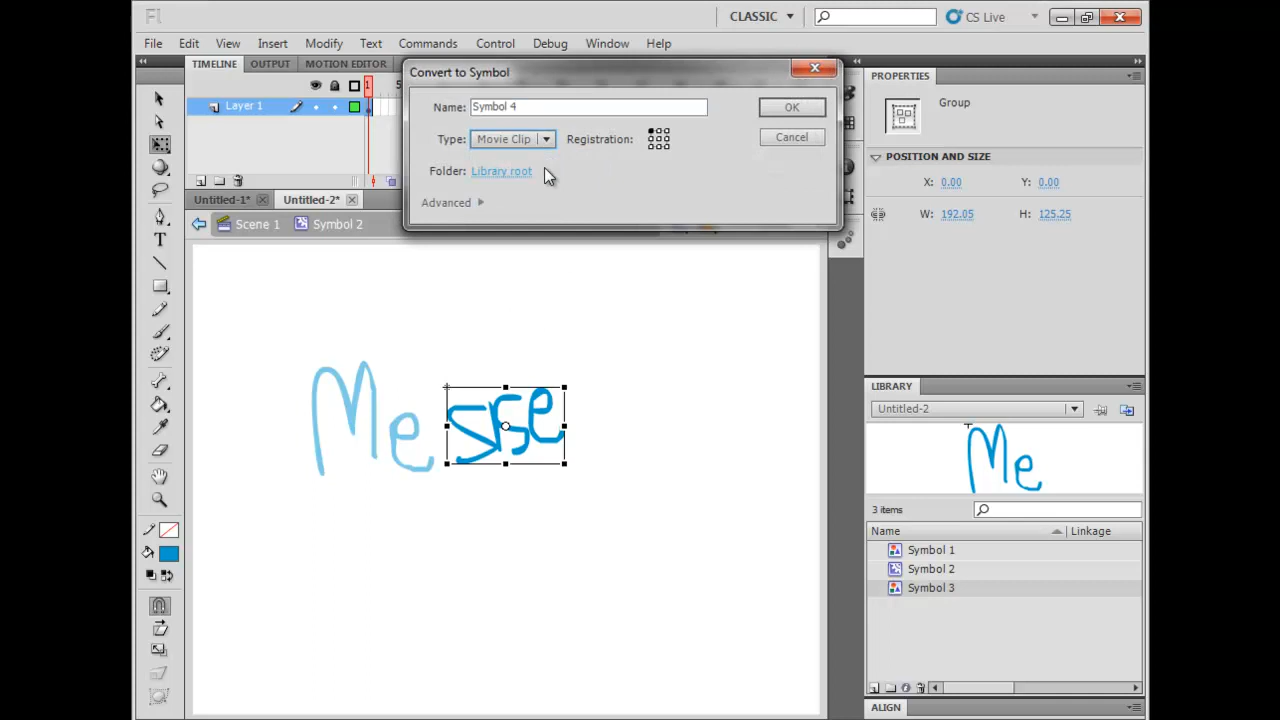 Fl
CLASSIC
CS Live
File Edit View Insert Modify Text Commands Control Debug Window Help
TIMELINE OUTPUT MOTION EDITOR
1 5
Layer 1
Convert to Symbol
Name: Symbol 4
OK
Type: Movie Clip Registration:
Cancel
Folder: Library root
Advanced
Untitled-1* Untitled-2*
Scene 1 Symbol 2
PROPERTIES
Group
POSITION AND SIZE
X: 0.00 Y: 0.00
W: 192.05 H: 125.25
Me
LIBRARY
Untitled-2
Me
3 items
Name Linkage
Symbol 1
Symbol 2
Symbol 3
ALIGN